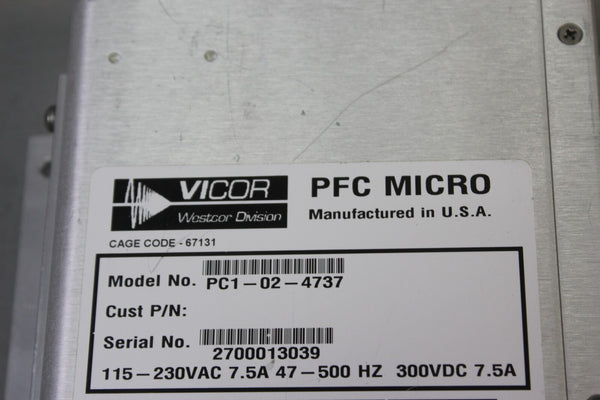 VICOR
Westcor Division
PFC MICRO
Manufactured in U.S.A.
CAGE CODE - 67131
Model No. PC1-02-4737
Cust P/N:
Serial No. 2700013039
115-230VAC 7.5A 47-500 HZ 300VDC 7.5A